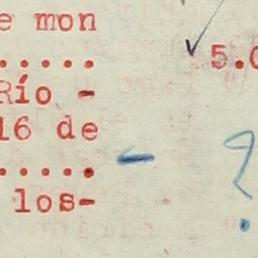 e mon
..... 5.0
Río -
16 de
..... - ?
los-